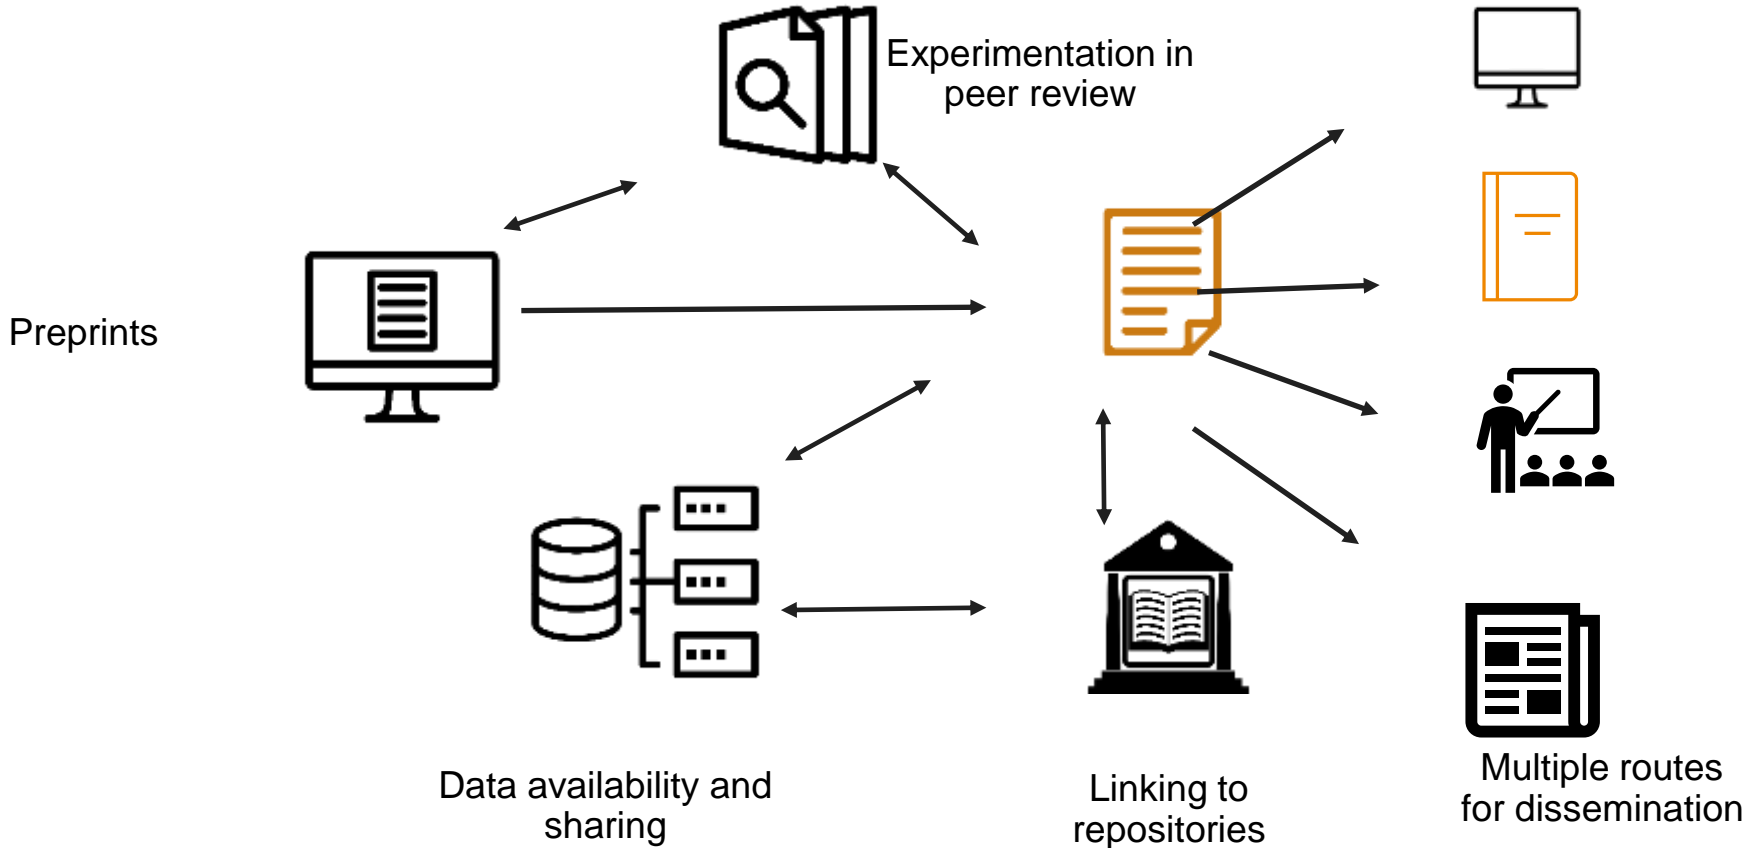 Experimentation in
peer review
Preprints
Data availability and
sharing
Linking to
repositories
Multiple routes
for dissemination